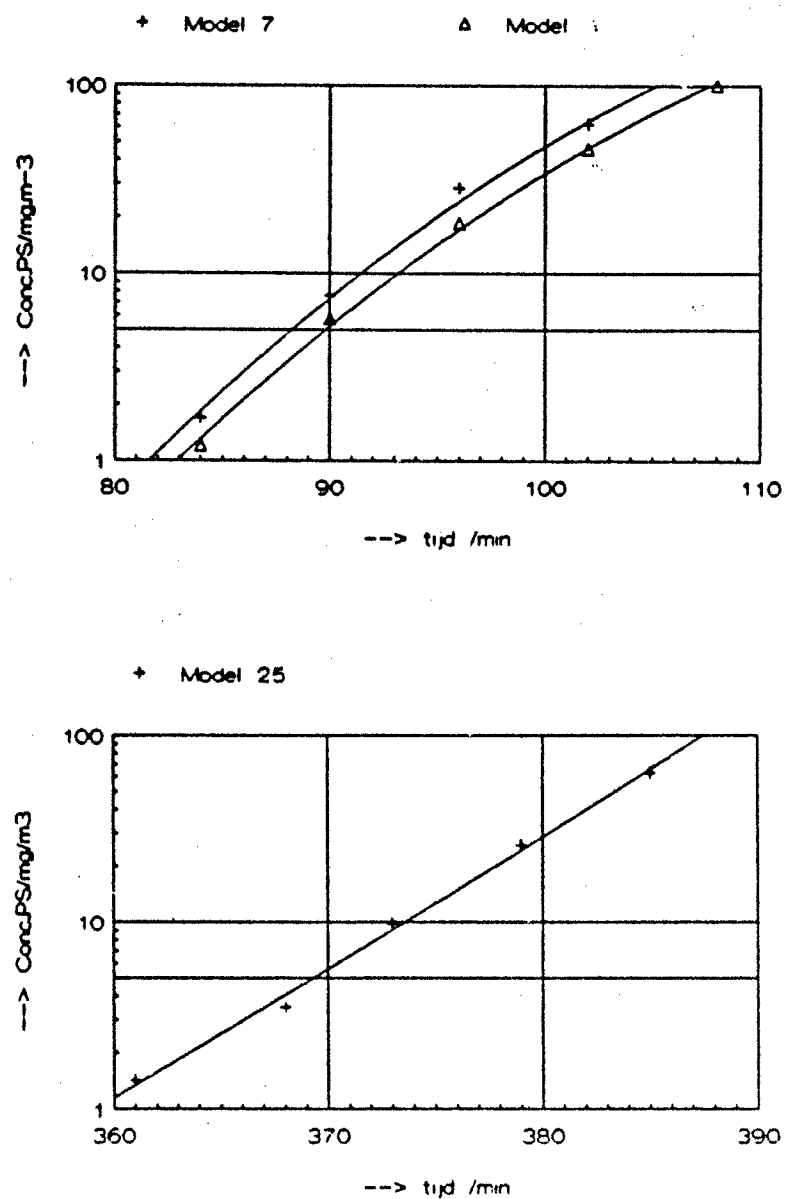 + Model 7 Δ Model
100
10
1
80 90 100 110
---> Conc.PS/mg.m-3
---> tijd /min
+ Model 25
100
10
1
360 370 380 390
---> Conc.PS/mg/m3
---> tijd /min